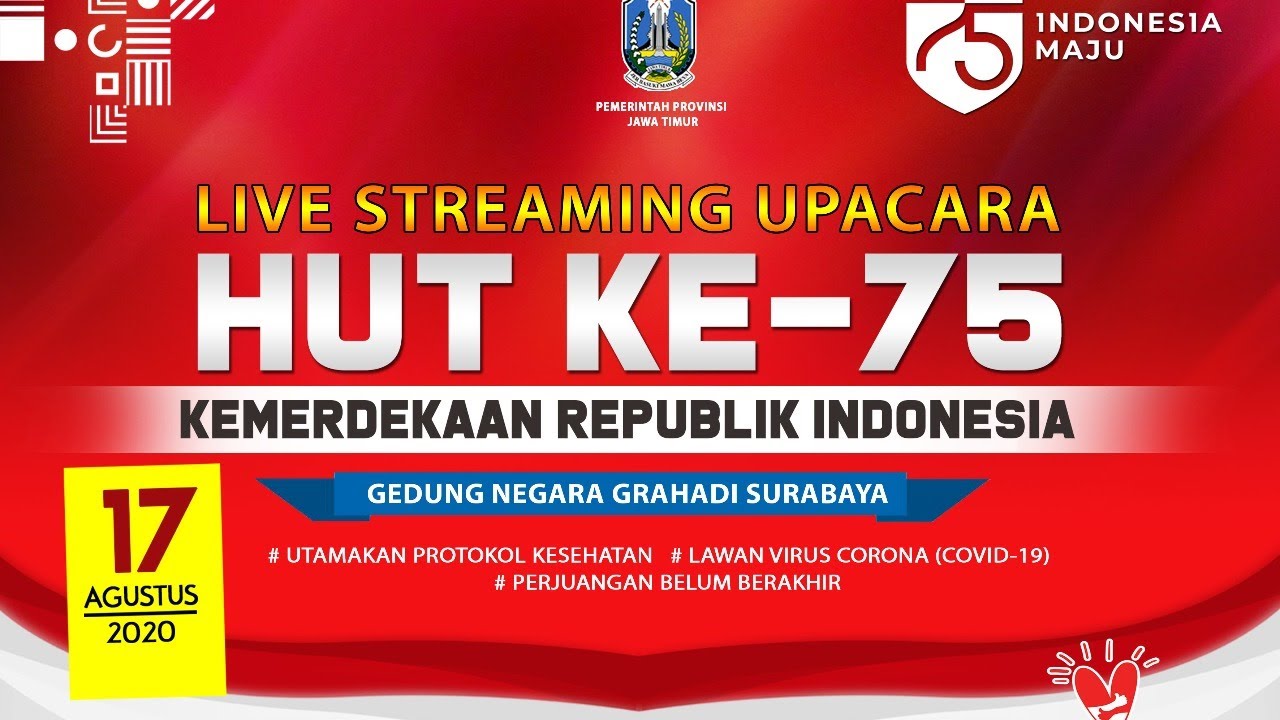 75 INDONESIA
MAJU
PEMERINTAH PROVINSI
JAWA TIMUR
LIVE STREAMING UPACARA
HUT KE-75
KEMERDEKAAN REPUBLIK INDONESIA
GEDUNG NEGARA GRAHADI SURABAYA
17
AGUSTUS
2020
# UTAMAKAN PROTOKOL KESEHATAN # LAWAN VIRUS CORONA (COVID-19)
# PERJUANGAN BELUM BERAKHIR